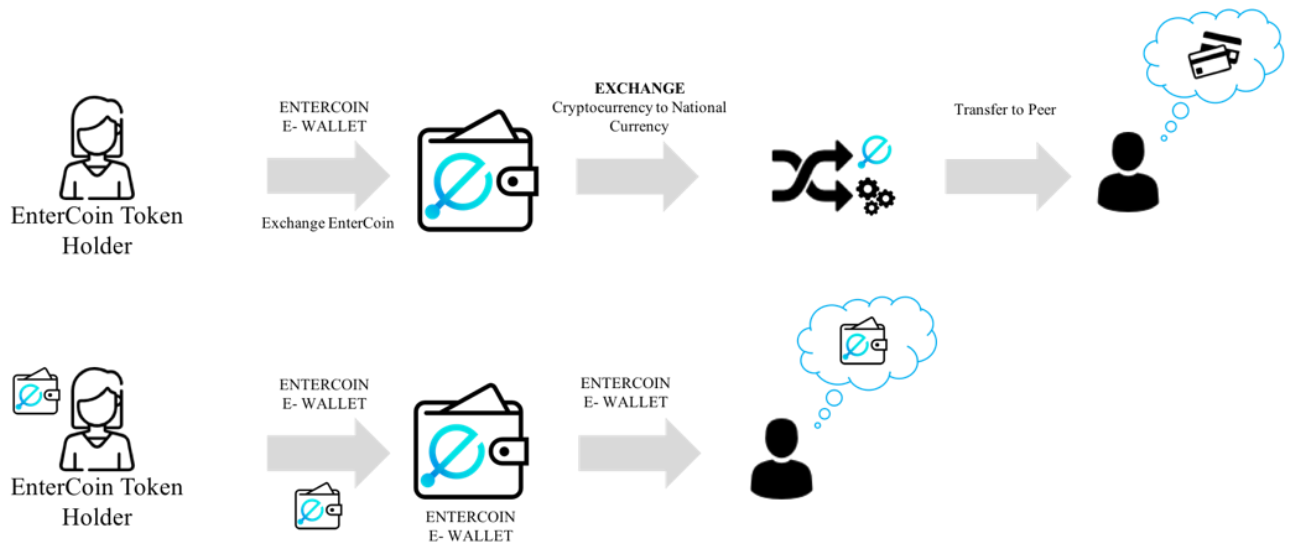 ENTERCOIN
E- WALLET
Exchange EnterCoin
EXCHANGE
Cryptocurrency to National
Currency
Transfer to Peer
EnterCoin Token
Holder
ENTERCOIN
E- WALLET
ENTERCOIN
E- WALLET
EnterCoin Token
Holder
ENTERCOIN
E- WALLET